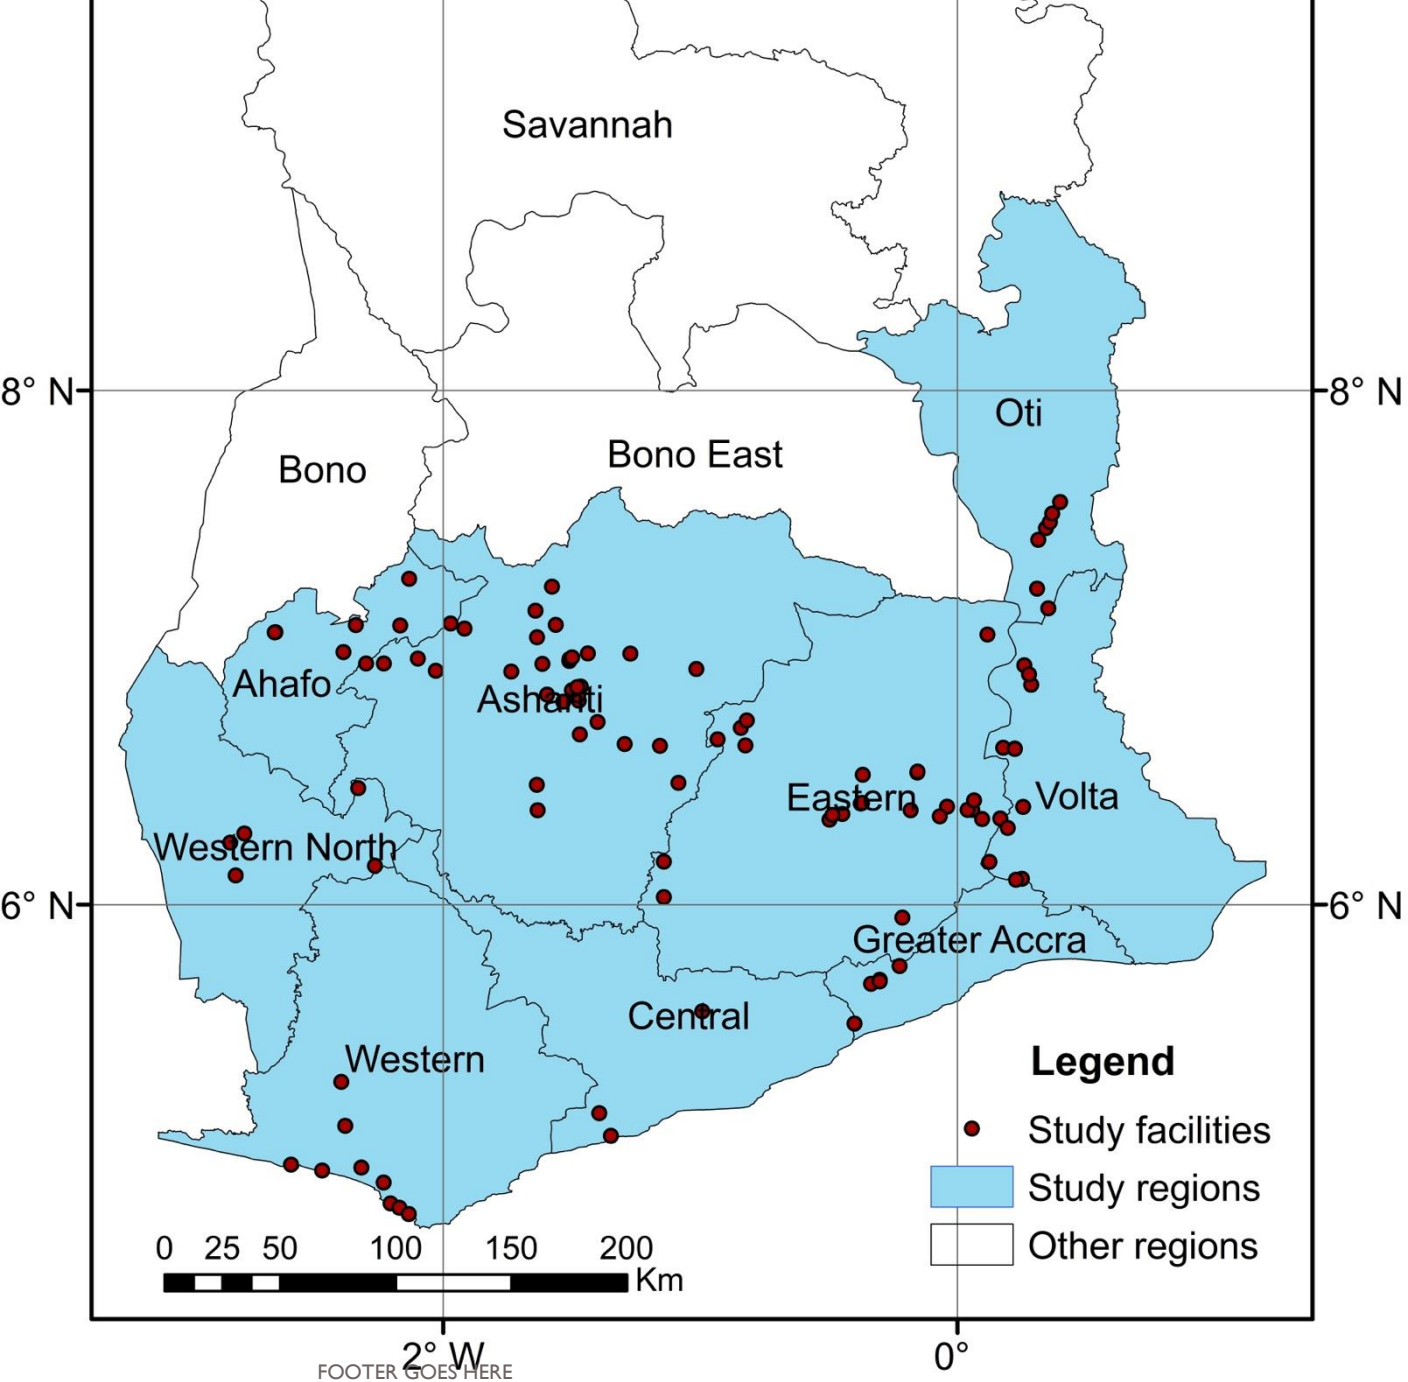 Savannah
8° N
8° N
Oti
Bono East
Bono
Ahafo
Ashanti
Eastern
Volta
Western North
6° N
6° N
Greater Accra
Central
Western
Legend
Study facilities
Study regions
Other regions
0 25 50 100 150 200
Km
2° W
0°
FOOTER GOES HERE